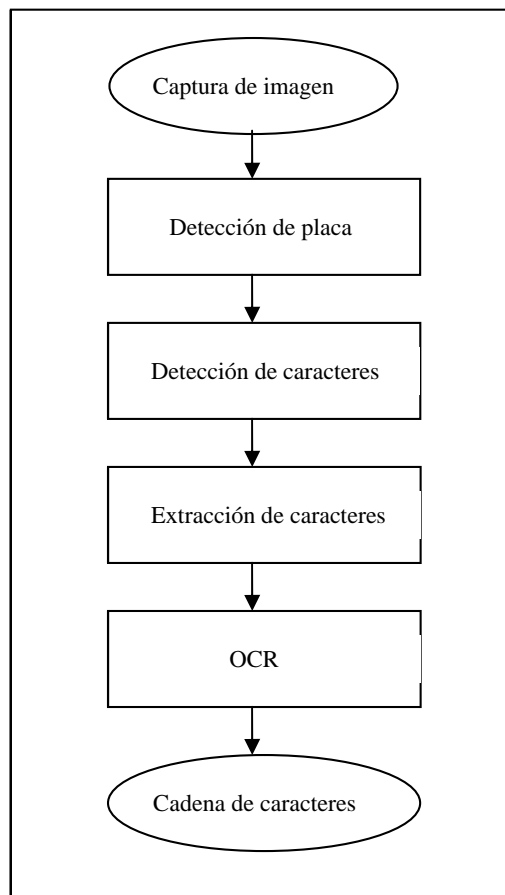 Captura de imagen
Detección de placa
Detección de caracteres
Extracción de caracteres
OCR
Cadena de caracteres